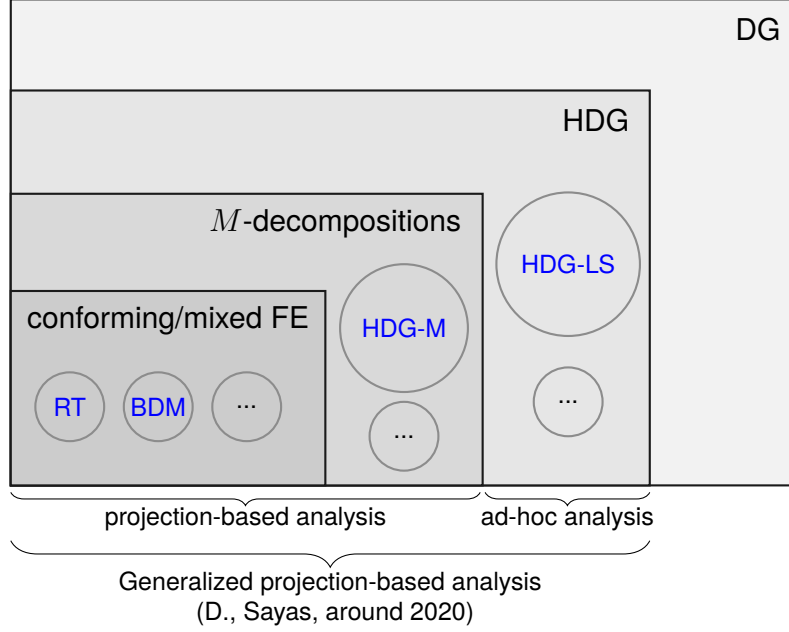 DG
HDG
M-decompositions
HDG-LS
conforming/mixed FE
HDG-M
RT
BDM
...
...
...
projection-based analysis
ad-hoc analysis
Generalized projection-based analysis
(D., Sayas, around 2020)